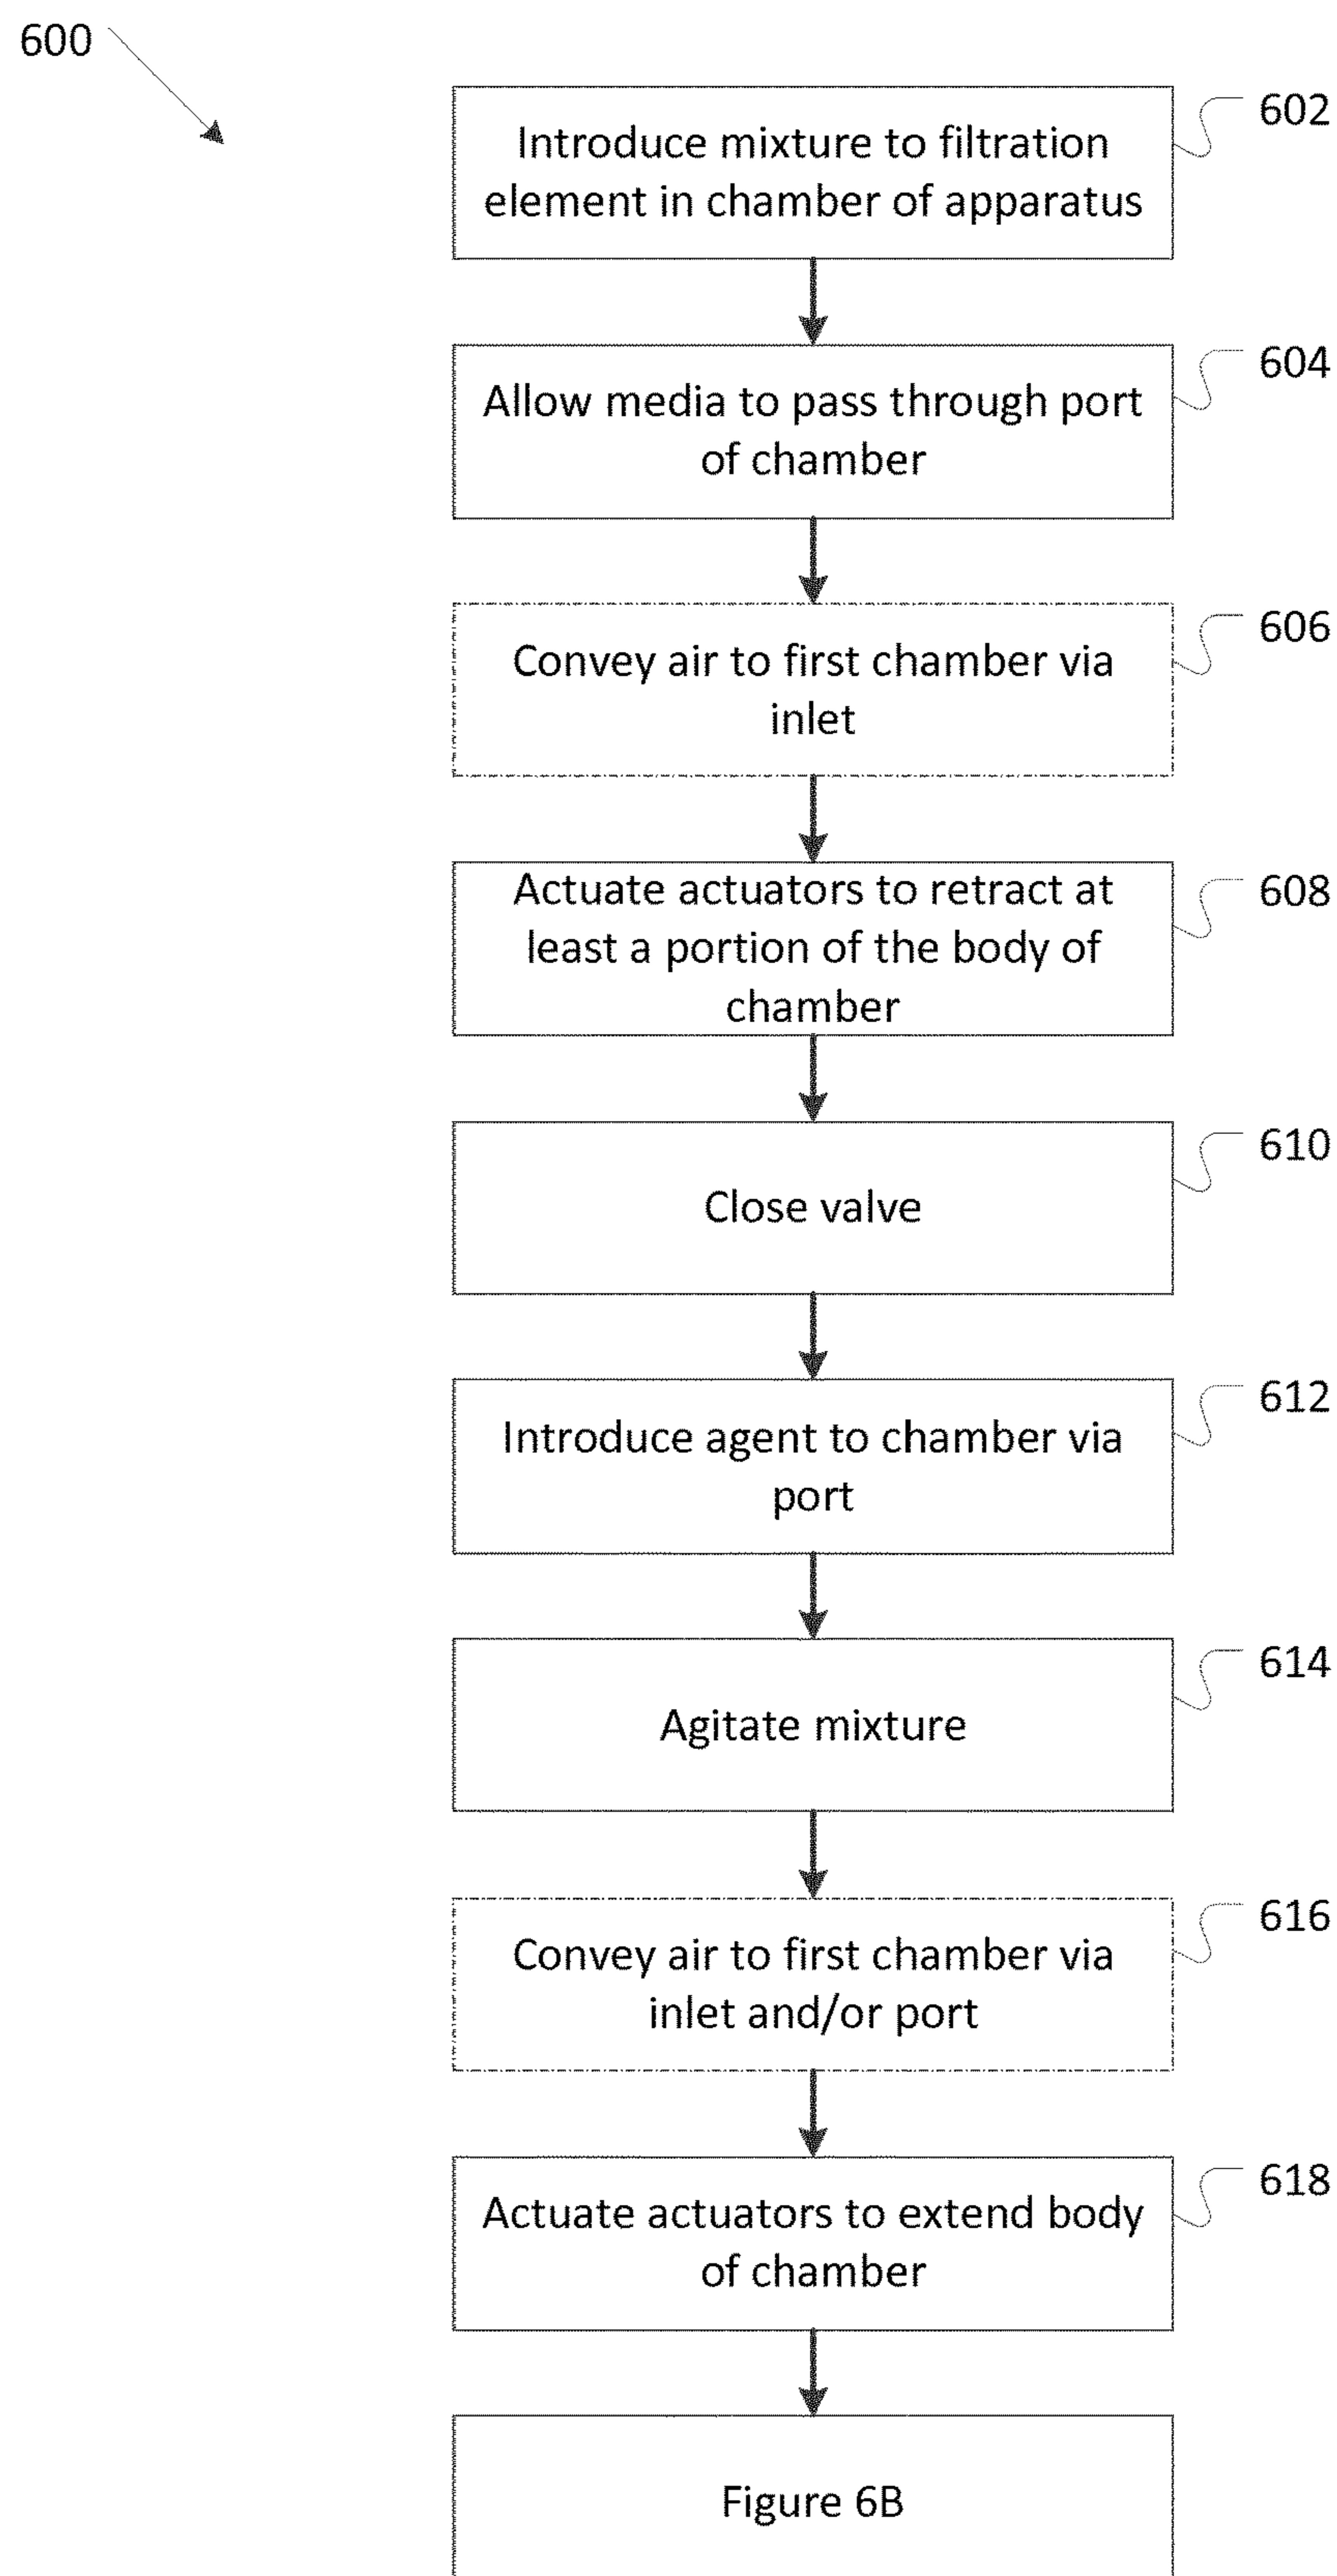 600
602
Introduce mixture to filtration
element in chamber of apparatus
604
Allow media to pass through port
of chamber
606
Convey air to first chamber via
inlet
608
Actuate actuators to retract at
least a portion of the body of
chamber
610
Close valve
612
Introduce agent to chamber via
port
614
Agitate mixture
616
Convey air to first chamber via
inlet and/or port
618
Actuate actuators to extend body
of chamber
Figure 6B